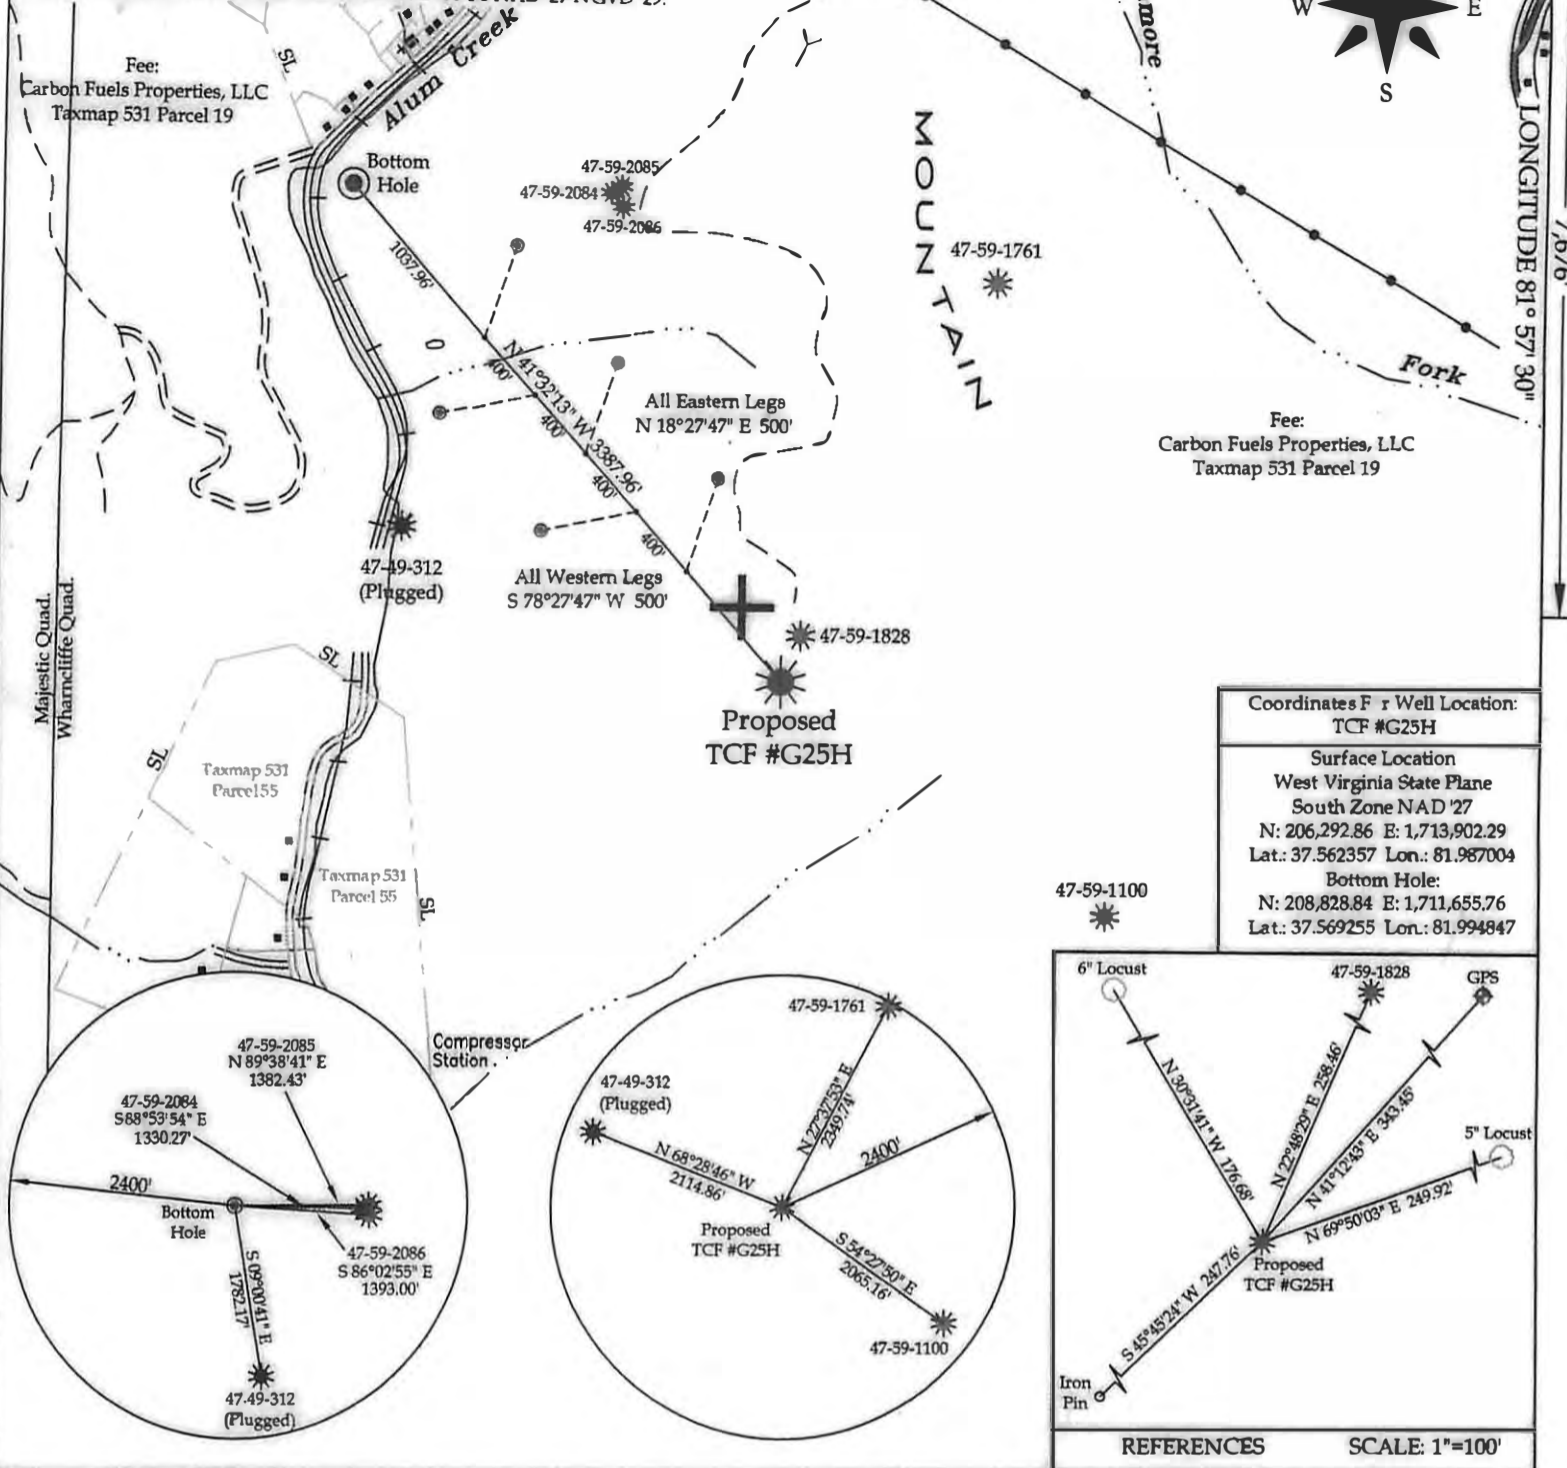 Alum Creek
SL
Fee:
Carbon Fuels Properties, LLC
Taxmap 531 Parcel 19
Bottom
Hole
47-59-2085
47-59-2084
47-59-2086
MOUNTAIN
47-59-1761
W
E
S
LONGITUDE 81° 57' 30"
Fork
1037.96'
N 41°32'13" W 3387.96'
400'
400'
400'
400'
All Eastern Legs
N 18°27'47" E 500'
Fee:
Carbon Fuels Properties, LLC
Taxmap 531 Parcel 19
47-49-312
(Plugged)
All Western Legs
S 78°27'47" W 500'
Majestic Quad.
Wharncliffe Quad.
47-59-1828
Proposed
TCF #G25H
SL
SL
Taxmap 531
Parcel 55
Taxmap 531
Parcel 55
SL
Coordinates F r Well Location:
TCF #G25H
Surface Location
West Virginia State Plane
South Zone NAD '27
N: 206,292.86 E: 1,713,902.29
Lat.: 37.562357 Lon.: 81.987004
Bottom Hole:
N: 208,828.84 E: 1,711,655.76
Lat.: 37.569255 Lon.: 81.994847
47-59-1100
Compressor
Station
47-59-2085
N 89°38'41" E
1382.43'
47-59-2084
S 88°53'54" E
1330.27'
2400'
Bottom
Hole
47-59-2086
S 86°02'55" E
1393.00'
S 09°00'41" E
1782.17'
47-49-312
(Plugged)
47-59-1761
47-49-312
(Plugged)
N 27°37'53" E
2349.74'
N 68°28'46" W
2114.86'
2400'
Proposed
TCF #G25H
S 54°27'50" E
2065.16'
47-59-1100
6" Locust
47-59-1828
GPS
N 30°31'41" W 176.68'
N 22°48'29" E 258.46'
N 41°12'43" E 343.45'
5" Locust
N 69°50'03" E 249.92'
Proposed
TCF #G25H
S 45°45'24" W 247.76'
Iron
Pin
REFERENCES SCALE: 1"=100'